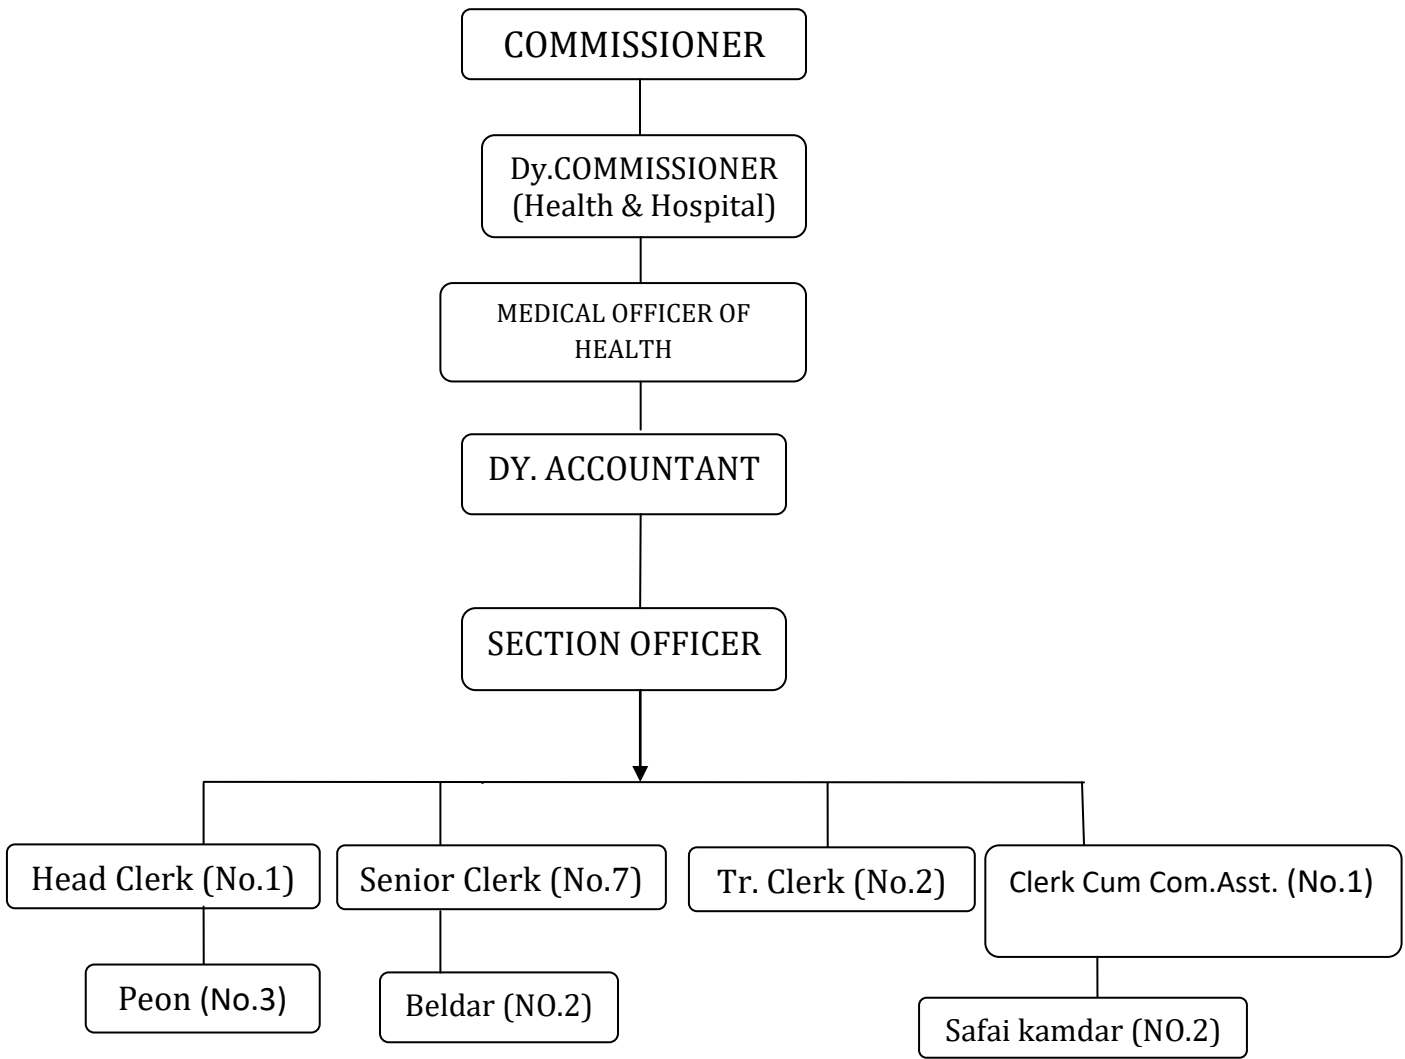 COMMISSIONER
Dy.COMMISSIONER
(Health & Hospital)
MEDICAL OFFICER OF
HEALTH
DY. ACCOUNTANT
SECTION OFFICER
Head Clerk (No.1)
Senior Clerk (No.7)
Tr. Clerk (No.2)
Clerk Cum Com.Asst. (No.1)
Peon (No.3)
Beldar (NO.2)
Safai kamdar (NO.2)